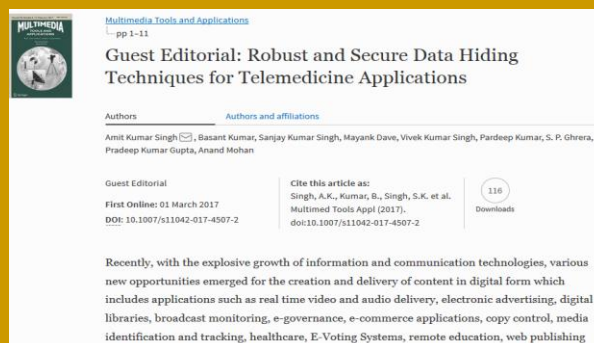 MULTIMEDIA
TOOLS AND
APPLICATIONS
Multimedia Tools and Applications
pp 1–11
Guest Editorial: Robust and Secure Data Hiding
Techniques for Telemedicine Applications
Authors
Authors and affiliations
Amit Kumar Singh, Basant Kumar, Sanjay Kumar Singh, Mayank Dave, Vivek Kumar Singh, Pardeep Kumar, S. P. Ghrera,
Pradeep Kumar Gupta, Anand Mohan
Guest Editorial
First Online: 01 March 2017
DOI: 10.1007/s11042-017-4507-2
Cite this article as:
Singh, A.K., Kumar, B., Singh, S.K. et al.
Multimed Tools Appl (2017).
doi:10.1007/s11042-017-4507-2
116
Downloads
Recently, with the explosive growth of information and communication technologies, various
new opportunities emerged for the creation and delivery of content in digital form which
includes applications such as real time video and audio delivery, electronic advertising, digital
libraries, broadcast monitoring, e-governance, e-commerce applications, copy control, media
identification and tracking, healthcare, E-Voting Systems, remote education, web publishing